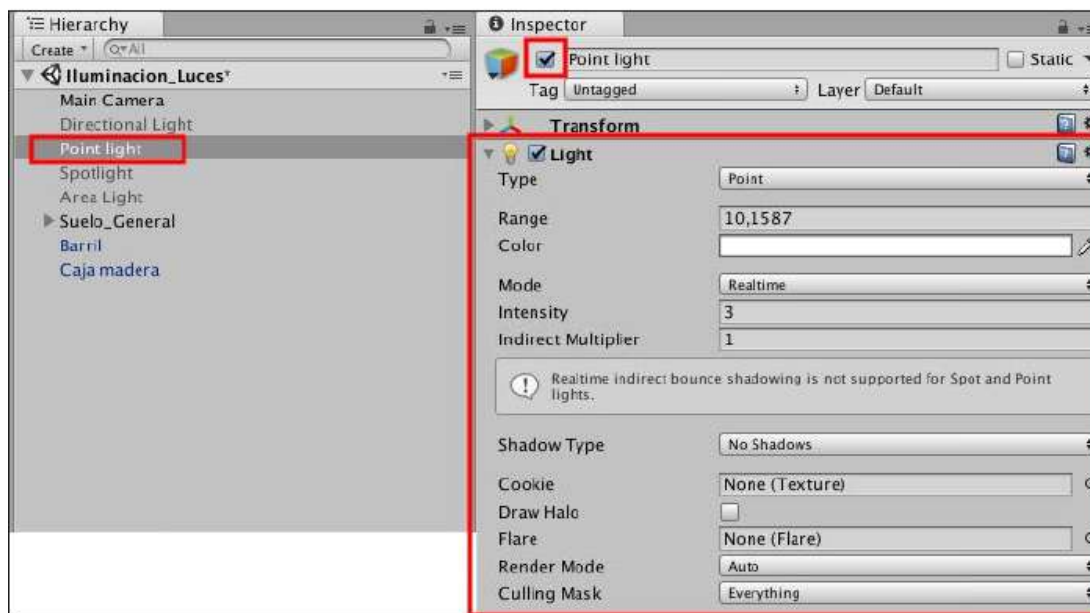 Hierarchy
Create
All
Iluminacion_Luces*
Main Camera
Directional Light
Point light
Spotlight
Area Light
Suelo_General
Barril
Caja madera
Inspector
Point light
Static
Tag Untagged Layer Default
Transform
Light
Type Point
Range 10,1587
Color
Mode Realtime
Intensity 3
Indirect Multiplier 1
Realtime indirect bounce shadowing is not supported for Spot and Point
lights.
Shadow Type No Shadows
Cookie None (Texture)
Draw Halo
Flare None (Flare)
Render Mode Auto
Culling Mask Everything